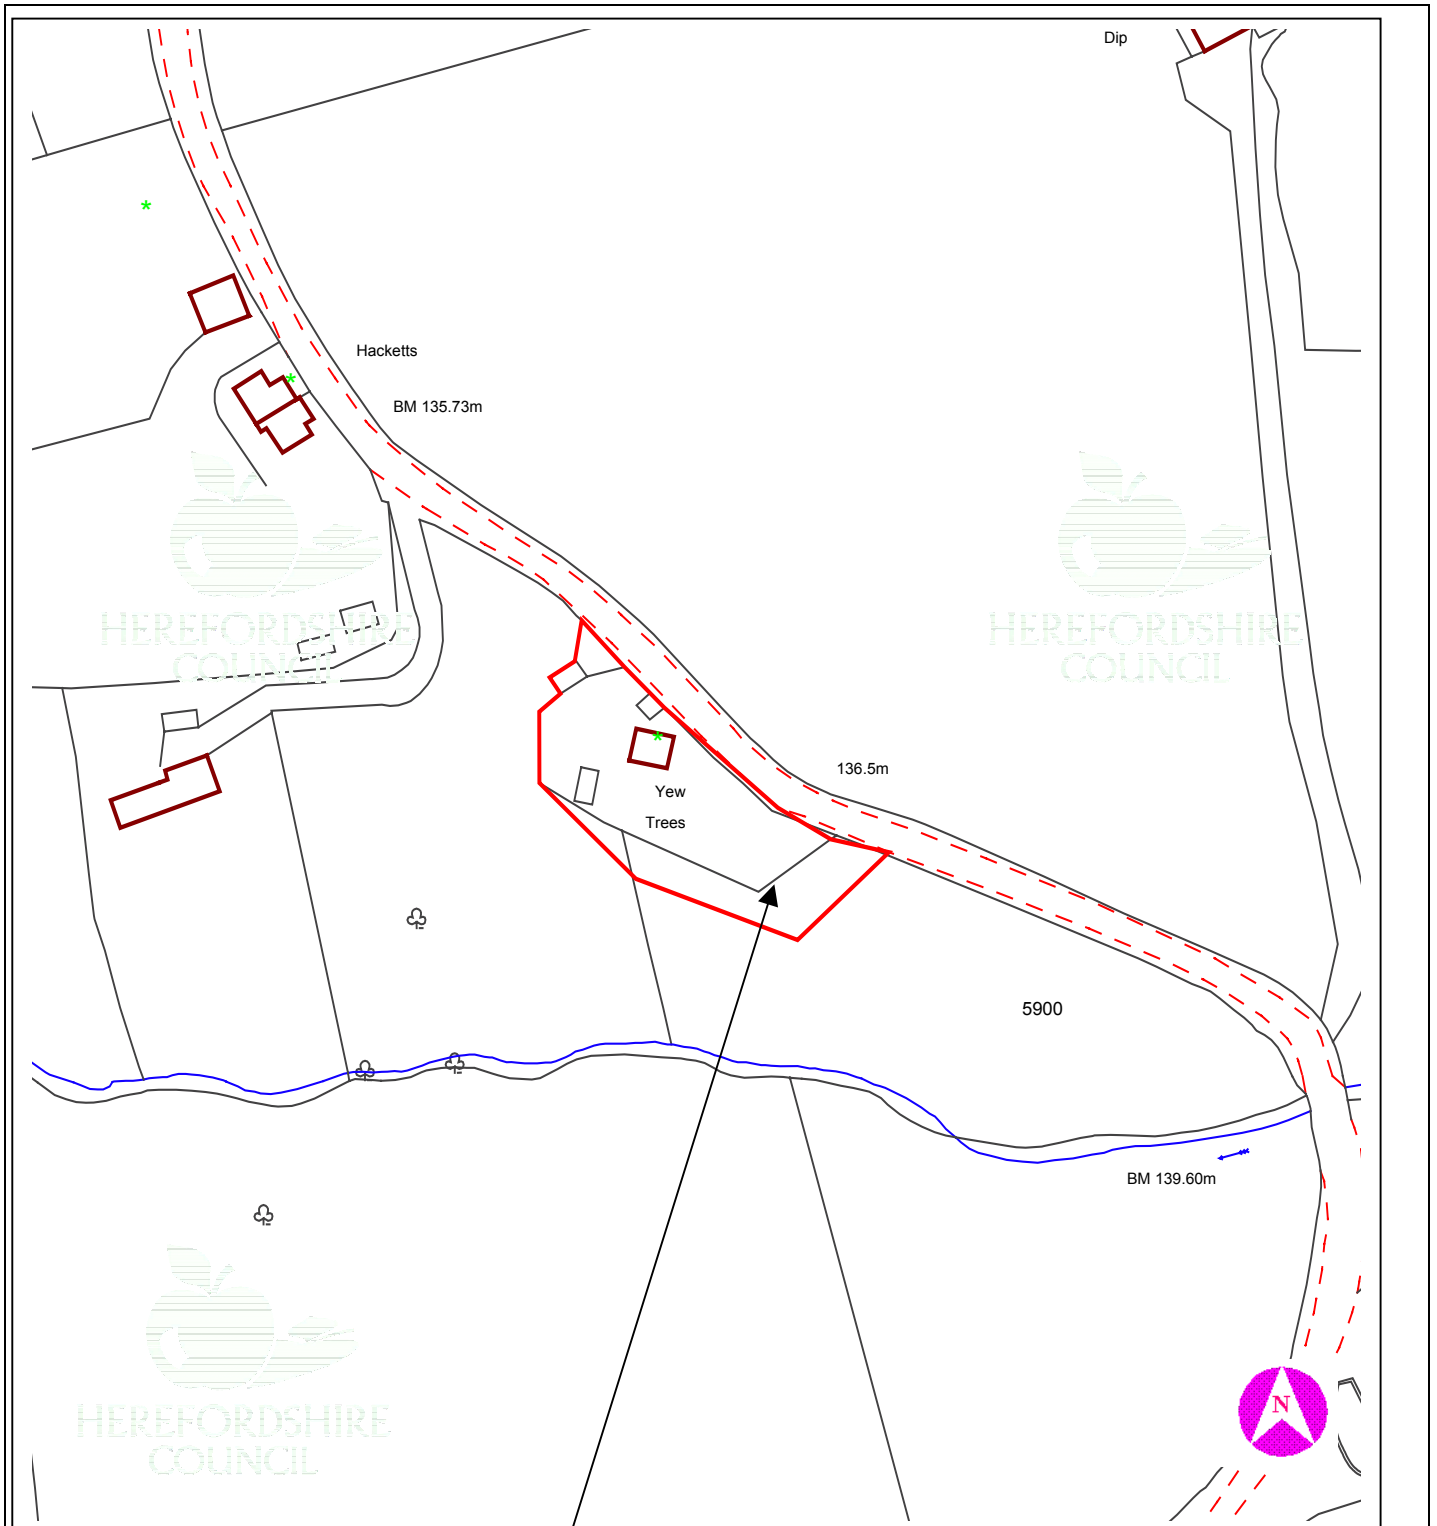 Dip
Hacketts
BM 135.73m
HEREFORDSHIRE
COUNCIL
HEREFORDSHIRE
COUNCIL
136.5m
Yew
Trees
5900
BM 139.60m
HEREFORDSHIRE
COUNCIL
N